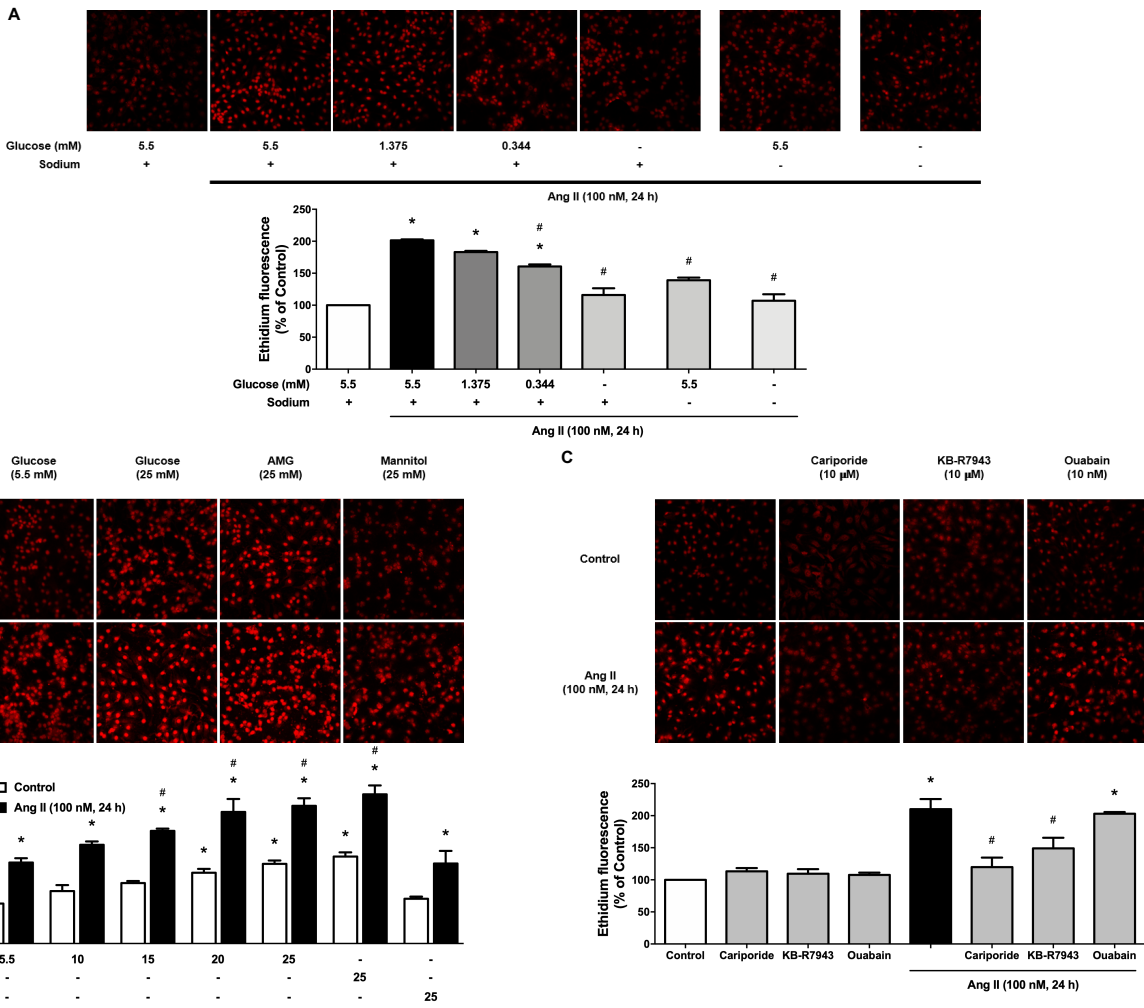 A
Glucose (mM) 5.5 5.5 1.375 0.344 - 5.5 -
Sodium + + + + + - -
Ang II (100 nM, 24 h)
Ethidium fluorescence
(% of Control)
250
200
150
100
50
0
* * # * # # #
Glucose (mM) 5.5 5.5 1.375 0.344 - 5.5 -
Sodium + + + + + - -
Ang II (100 nM, 24 h)
Glucose Glucose AMG Mannitol
(5.5 mM) (25 mM) (25 mM) (25 mM)
Control
Ang II (100 nM, 24 h)
# # # #
* * * * * * * * *
5.5 10 15 20 25 - -
- - - - - 25 -
- - - - - - 25
C
Cariporide KB-R7943 Ouabain
(10 μM) (10 μM) (10 nM)
Control
Ang II
(100 nM, 24 h)
Ethidium fluorescence
(% of Control)
250
200
150
100
50
0
* # # *
Control Cariporide KB-R7943 Ouabain Cariporide KB-R7943 Ouabain
Ang II (100 nM, 24 h)